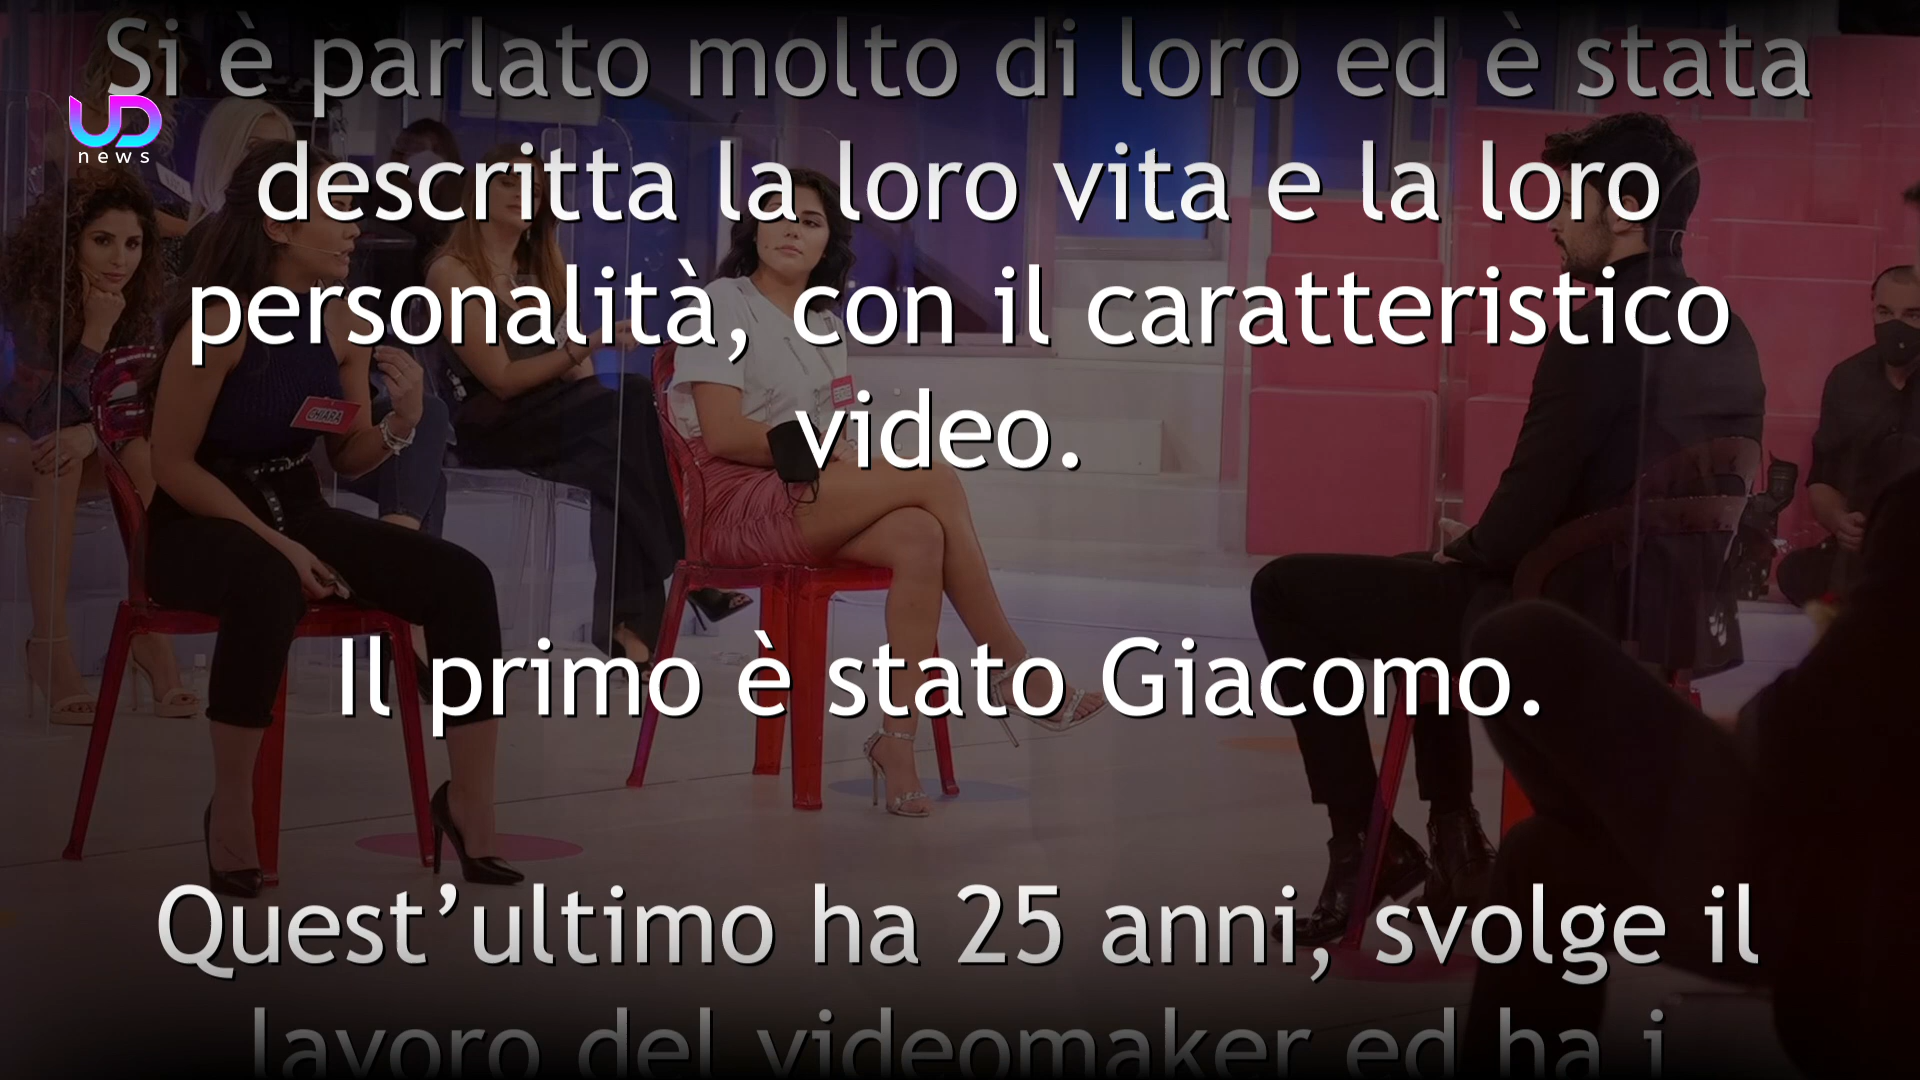 Si è parlato molto di loro ed è stata
UD
news
descritta la loro vita e la loro
personalità, con il caratteristico
video.
CHIARA
Il primo è stato Giacomo.
Quest’ultimo ha 25 anni, svolge il
lavoro del videomaker ed ha i